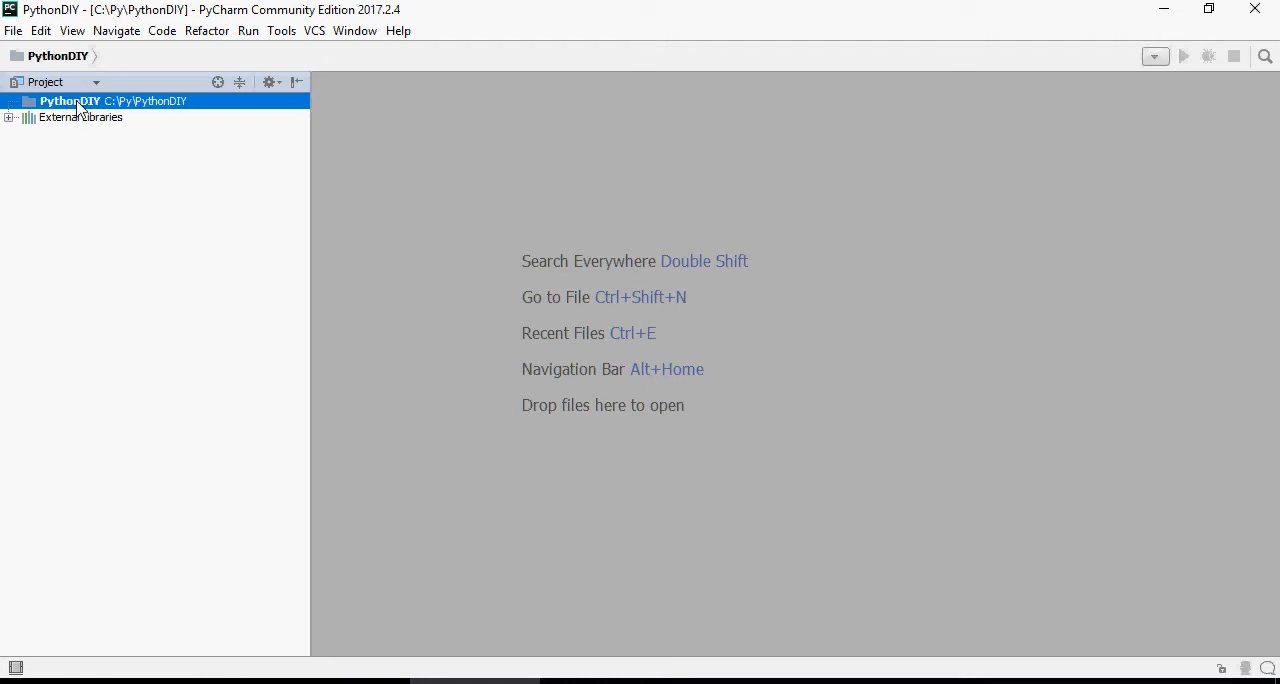 PC PythonDIY - [C:\Py\PythonDIY] - PyCharm Community Edition 2017.2.4
File Edit View Navigate Code Refactor Run Tools VCS Window Help
PythonDIY
Project
PythonDIY C:\Py\PythonDIY
External Libraries
Search Everywhere Double Shift
Go to File Ctrl+Shift+N
Recent Files Ctrl+E
Navigation Bar Alt+Home
Drop files here to open